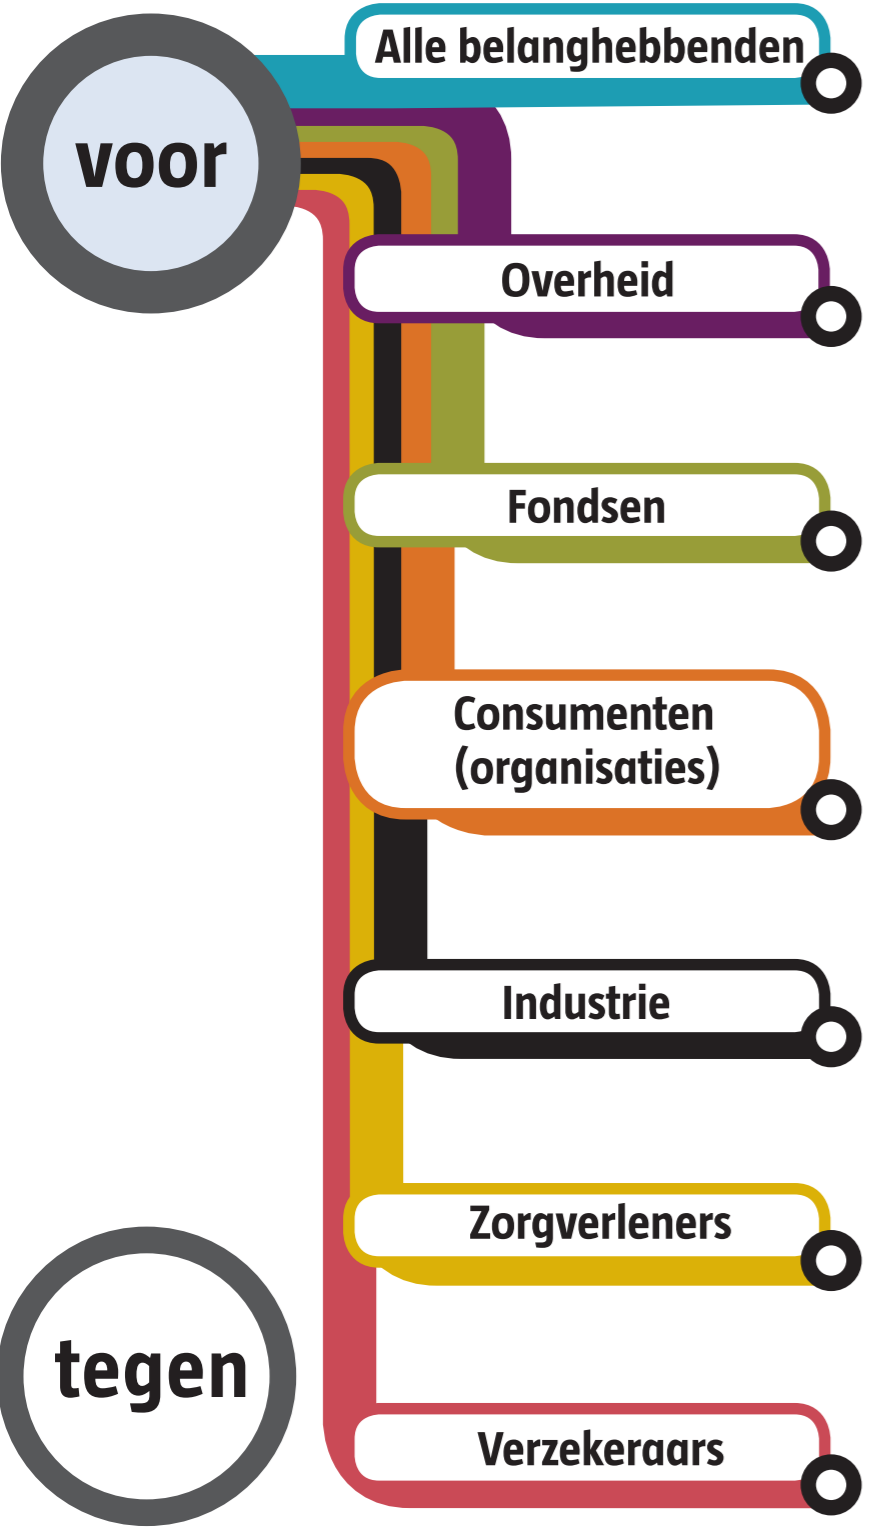 voor
Alle belanghebbenden
Overheid
Fondsen
Consumenten
(organisaties)
Industrie
Zorgverleners
tegen
Verzekeraars